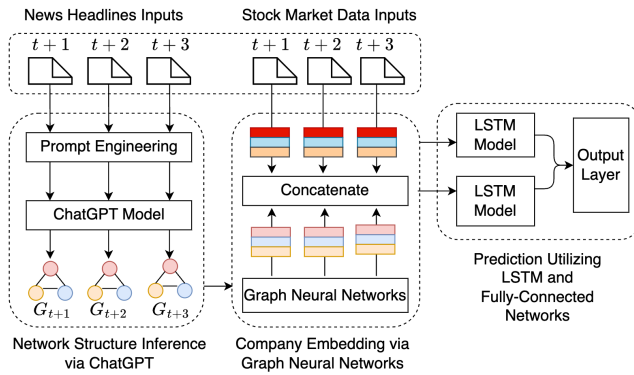 News Headlines Inputs
Stock Market Data Inputs
t + 1 t + 2 t + 3
t + 1 t + 2 t + 3
Prompt Engineering
ChatGPT Model
G_{t+1} G_{t+2} G_{t+3}
Network Structure Inference
via ChatGPT
Concatenate
Graph Neural Networks
Company Embedding via
Graph Neural Networks
LSTM
Model
LSTM
Model
Output
Layer
Prediction Utilizing
LSTM and
Fully-Connected
Networks